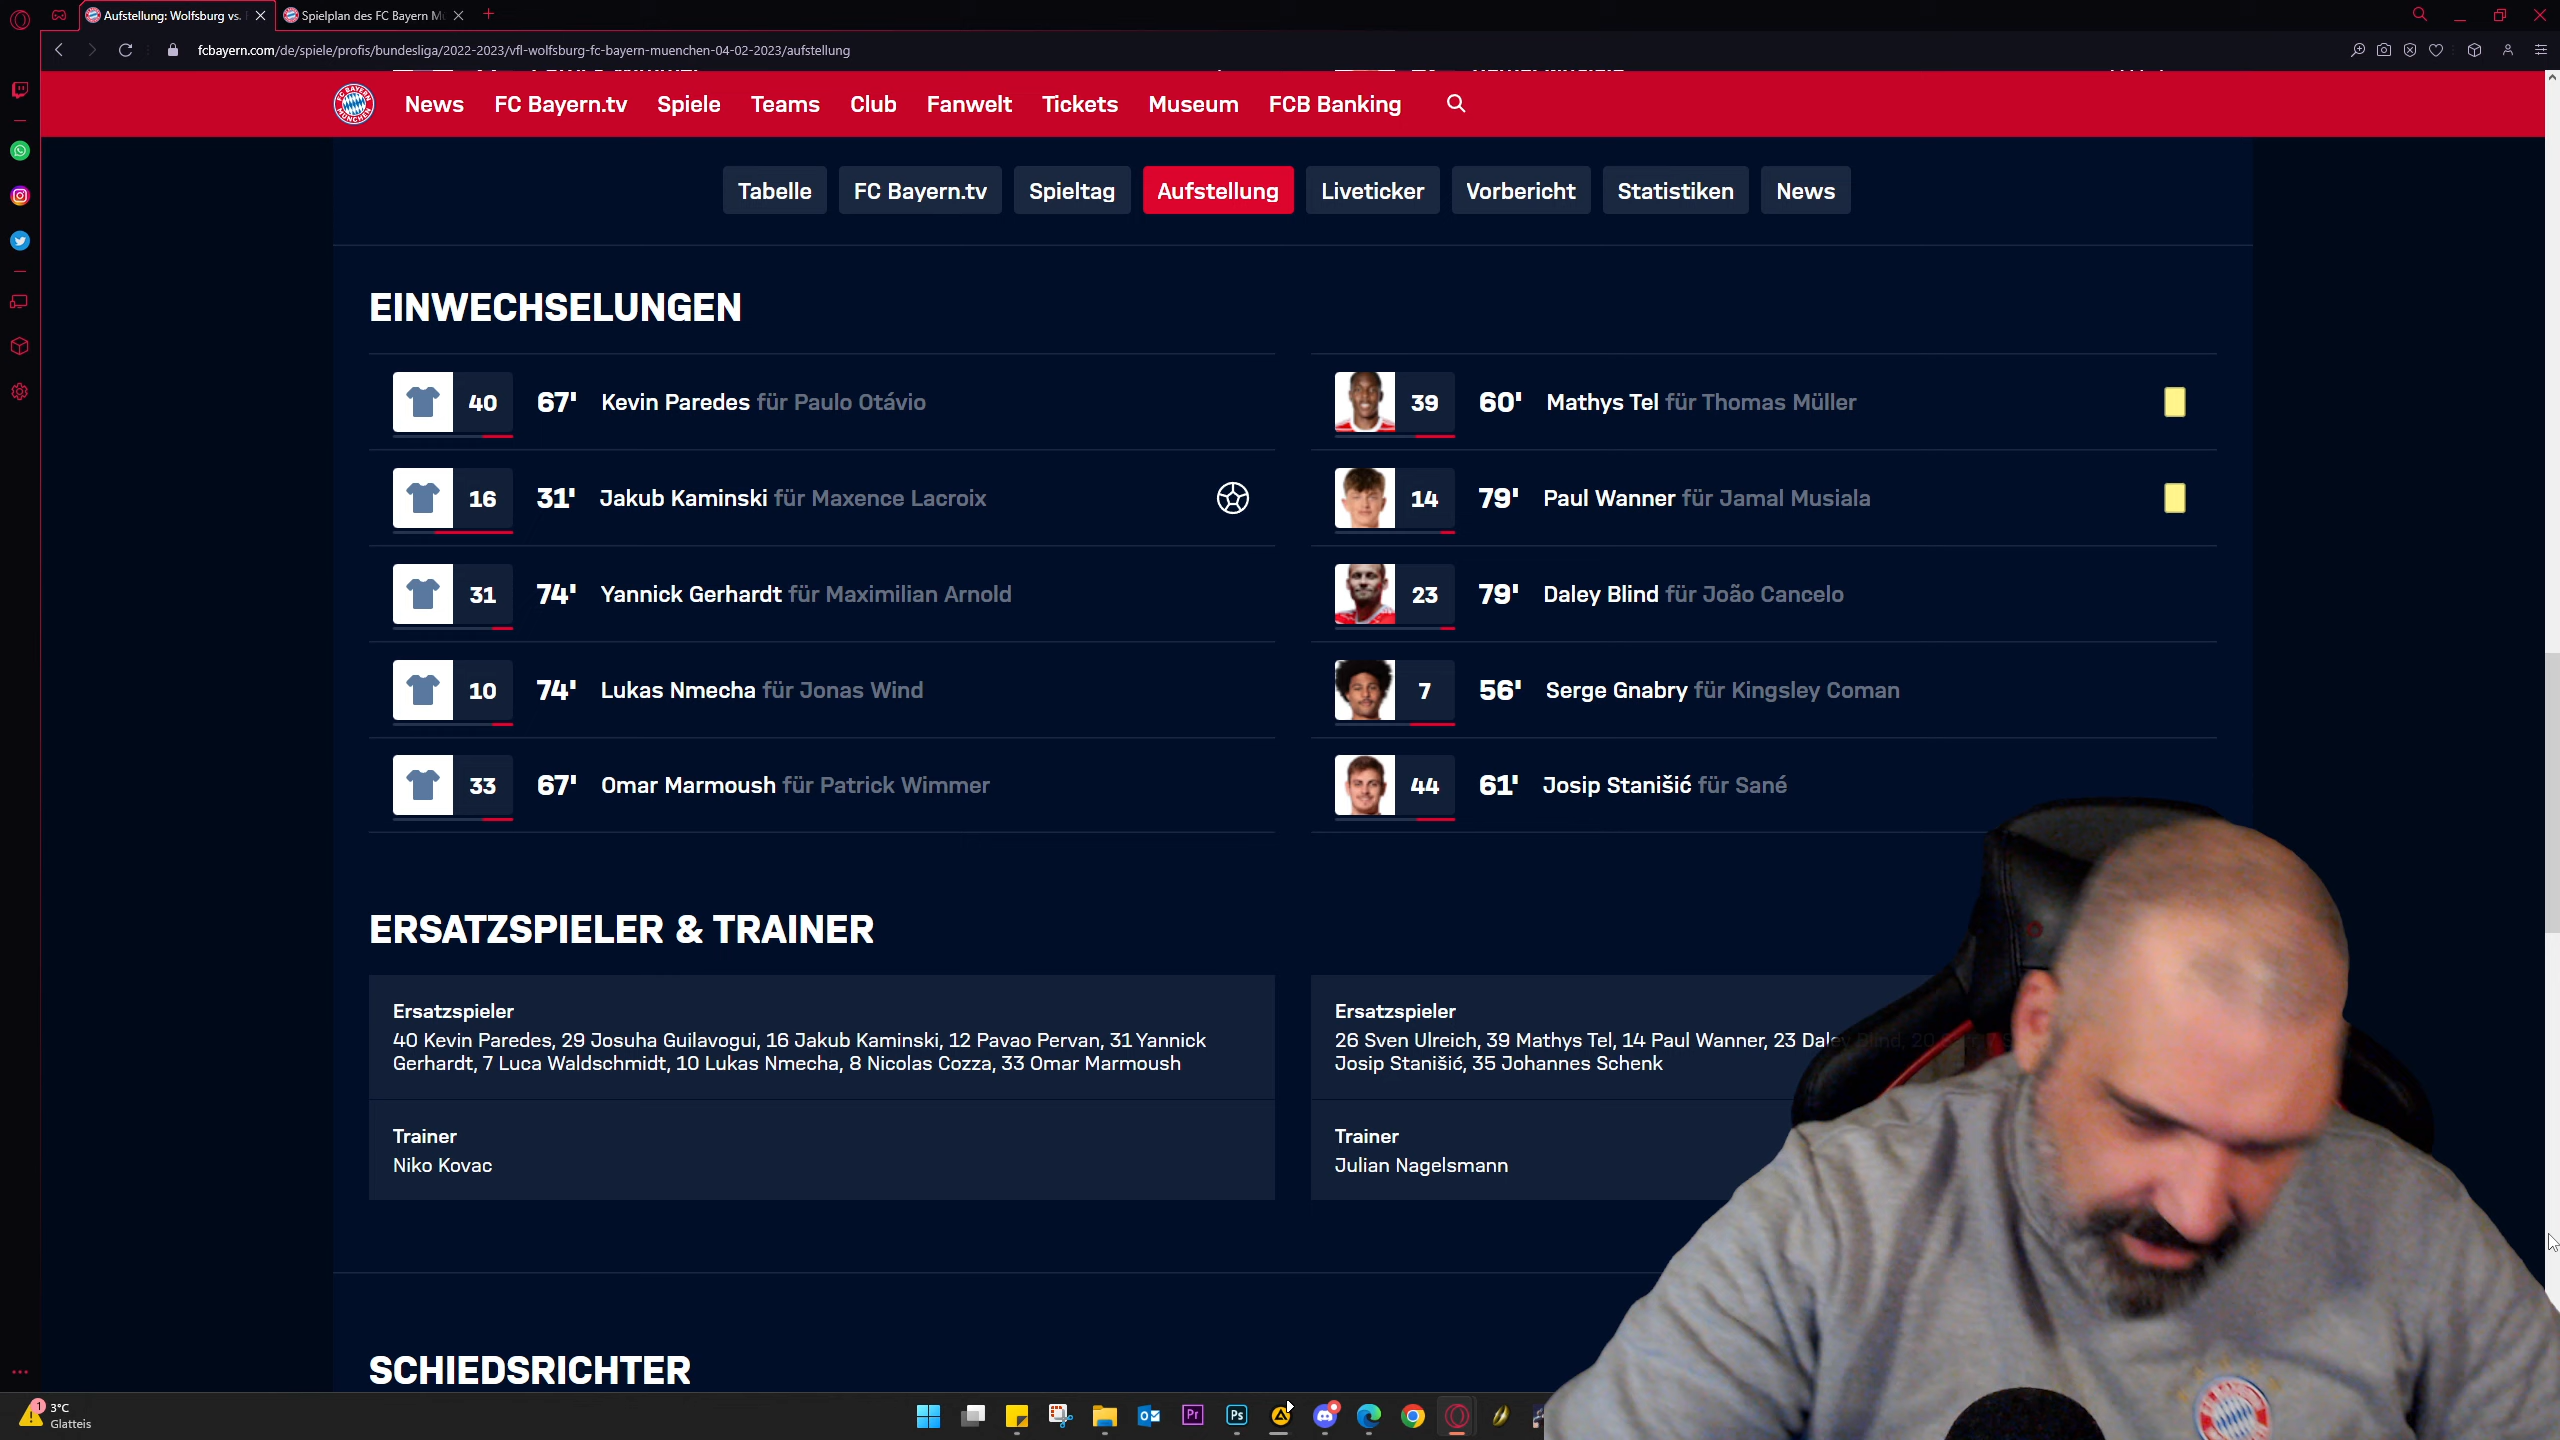 Aufstellung: Wolfsburg vs.
Spielplan des FC Bayern M
fcbayern.com/de/spiele/profis/bundesliga/2022-2023/vfl-wolfsburg-fc-bayern-muenchen-04-02-2023/aufstellung
FC BAYERN MÜNCHEN
News FC Bayern.tv Spiele Teams Club Fanwelt Tickets Museum FCB Banking
Tabelle FC Bayern.tv Spieltag Aufstellung Liveticker Vorbericht Statistiken News
EINWECHSELUNGEN
40 67' Kevin Paredes für Paulo Otávio
16 31' Jakub Kaminski für Maxence Lacroix
31 74' Yannick Gerhardt für Maximilian Arnold
10 74' Lukas Nmecha für Jonas Wind
33 67' Omar Marmoush für Patrick Wimmer
39 60' Mathys Tel für Thomas Müller
14 79' Paul Wanner für Jamal Musiala
23 79' Daley Blind für João Cancelo
7 56' Serge Gnabry für Kingsley Coman
44 61' Josip Stanišić für Sané
ERSATZSPIELER & TRAINER
Ersatzspieler
40 Kevin Paredes, 29 Josuha Guilavogui, 16 Jakub Kaminski, 12 Pavao Pervan, 31 Yannick
Gerhardt, 7 Luca Waldschmidt, 10 Lukas Nmecha, 8 Nicolas Cozza, 33 Omar Marmoush
Trainer
Niko Kovac
Ersatzspieler
26 Sven Ulreich, 39 Mathys Tel, 14 Paul Wanner, 23 Daley Blind, 20
Josip Stanišić, 35 Johannes Schenk
Trainer
Julian Nagelsmann
SCHIEDSRICHTER
1
3°C
Glatteis
Pr
Ps